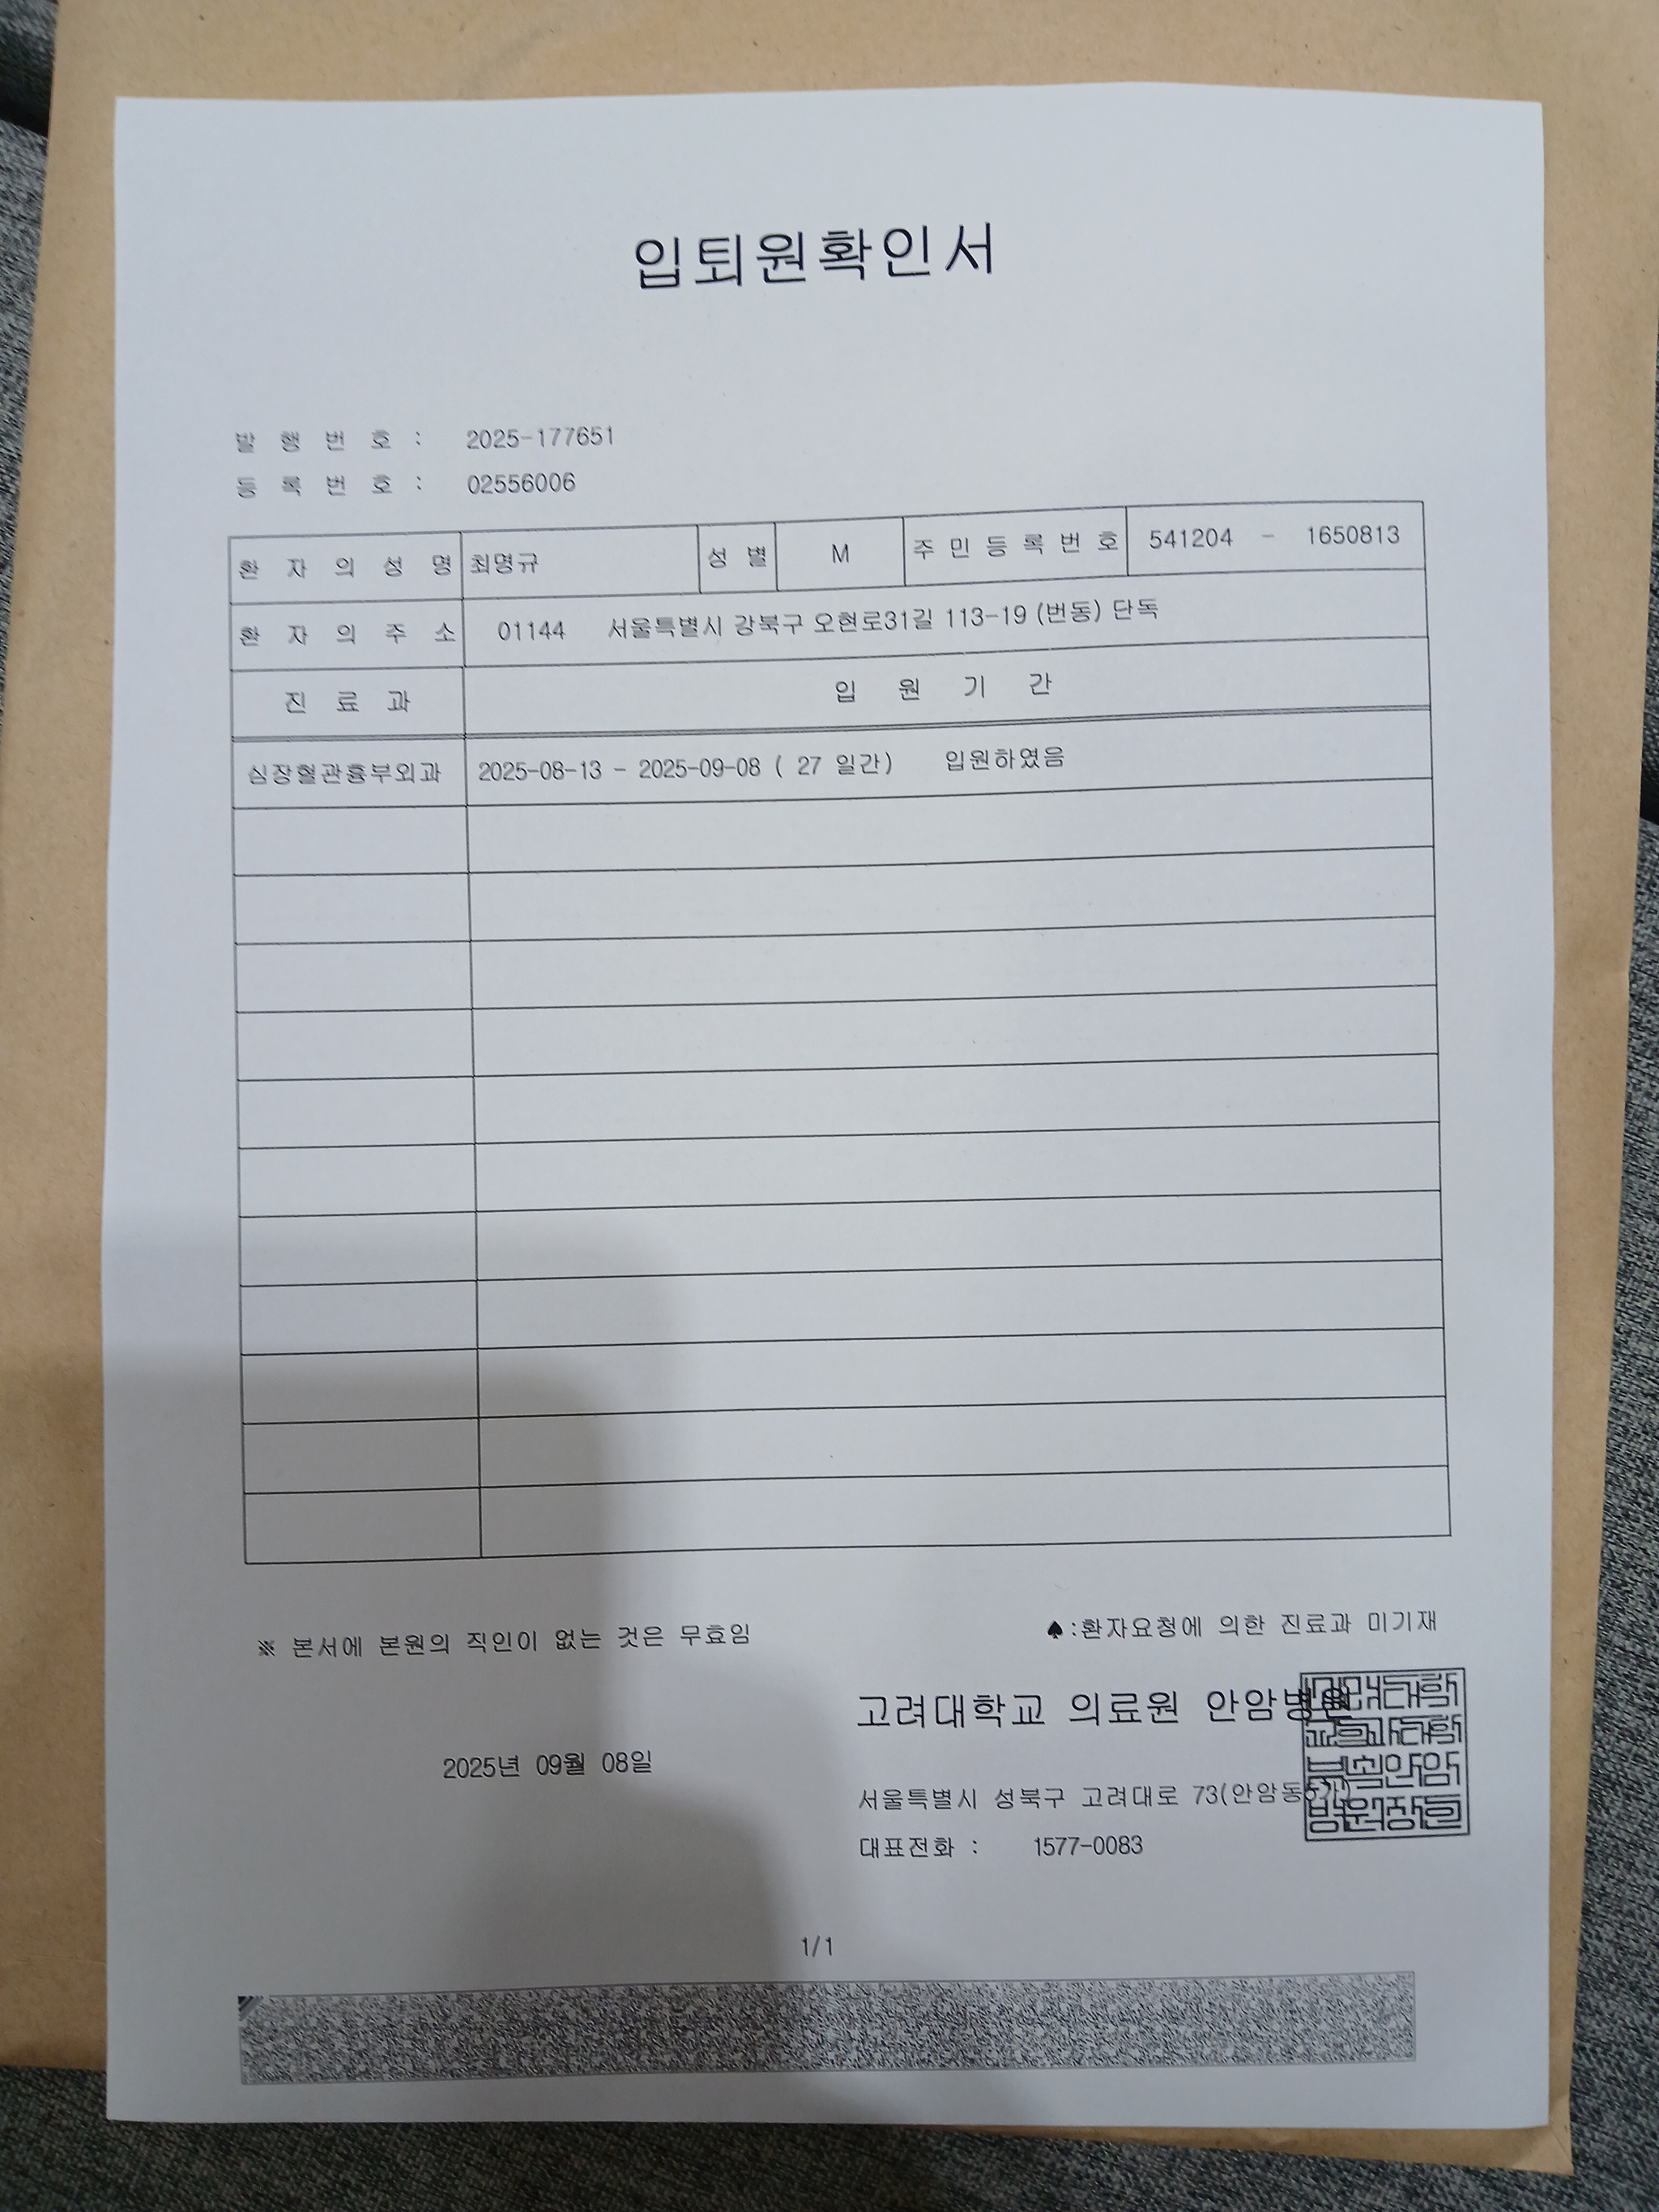 입퇴원확인서
발 행 번 호 : 2025-177651
등 록 번 호 : 02556006
환 자 의 성 명 최명규 성 별 M 주 민 등 록 번 호 541204 - 1650813
환 자 의 주 소 01144 서울특별시 강북구 오현로31길 113-19 (번동) 단독
진 료 과 입 원 기 간
심장혈관흉부외과 2025-08-13 - 2025-09-08 ( 27 일간) 입원하였음
※ 본서에 본원의 직인이 없는 것은 무효임 ♠:환자요청에 의한 진료과 미기재
고려대학교 의료원 안암병원
2025년 09월 08일
서울특별시 성북구 고려대로 73(안암동5가)
대표전화 : 1577-0083
1/1